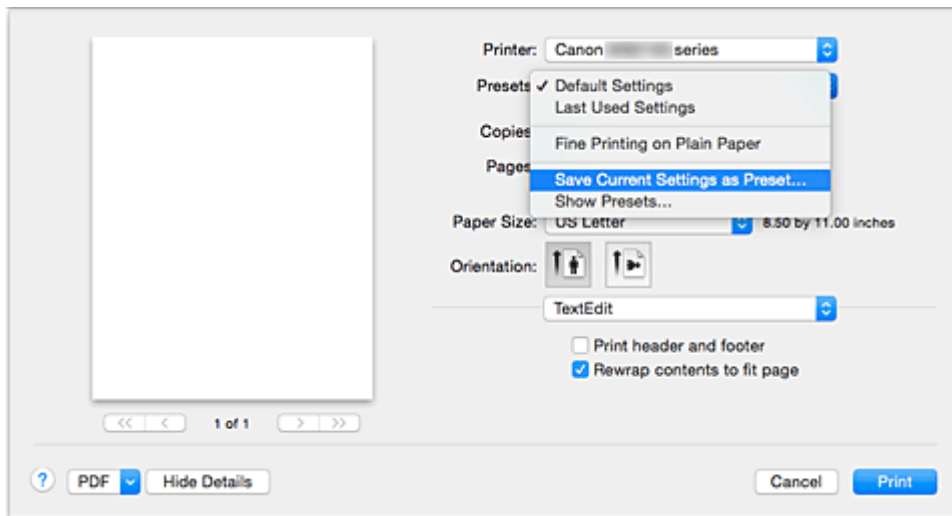 Printer: Canon series
Presets ✓ Default Settings
Last Used Settings
Copies
Fine Printing on Plain Paper
Pages
Save Current Settings as Preset...
Show Presets...
Paper Size: US Letter 8.50 by 11.00 inches
Orientation:
TextEdit
Print header and footer
Rewrap contents to fit page
<< < 1 of 1 > >>
? PDF Hide Details Cancel Print